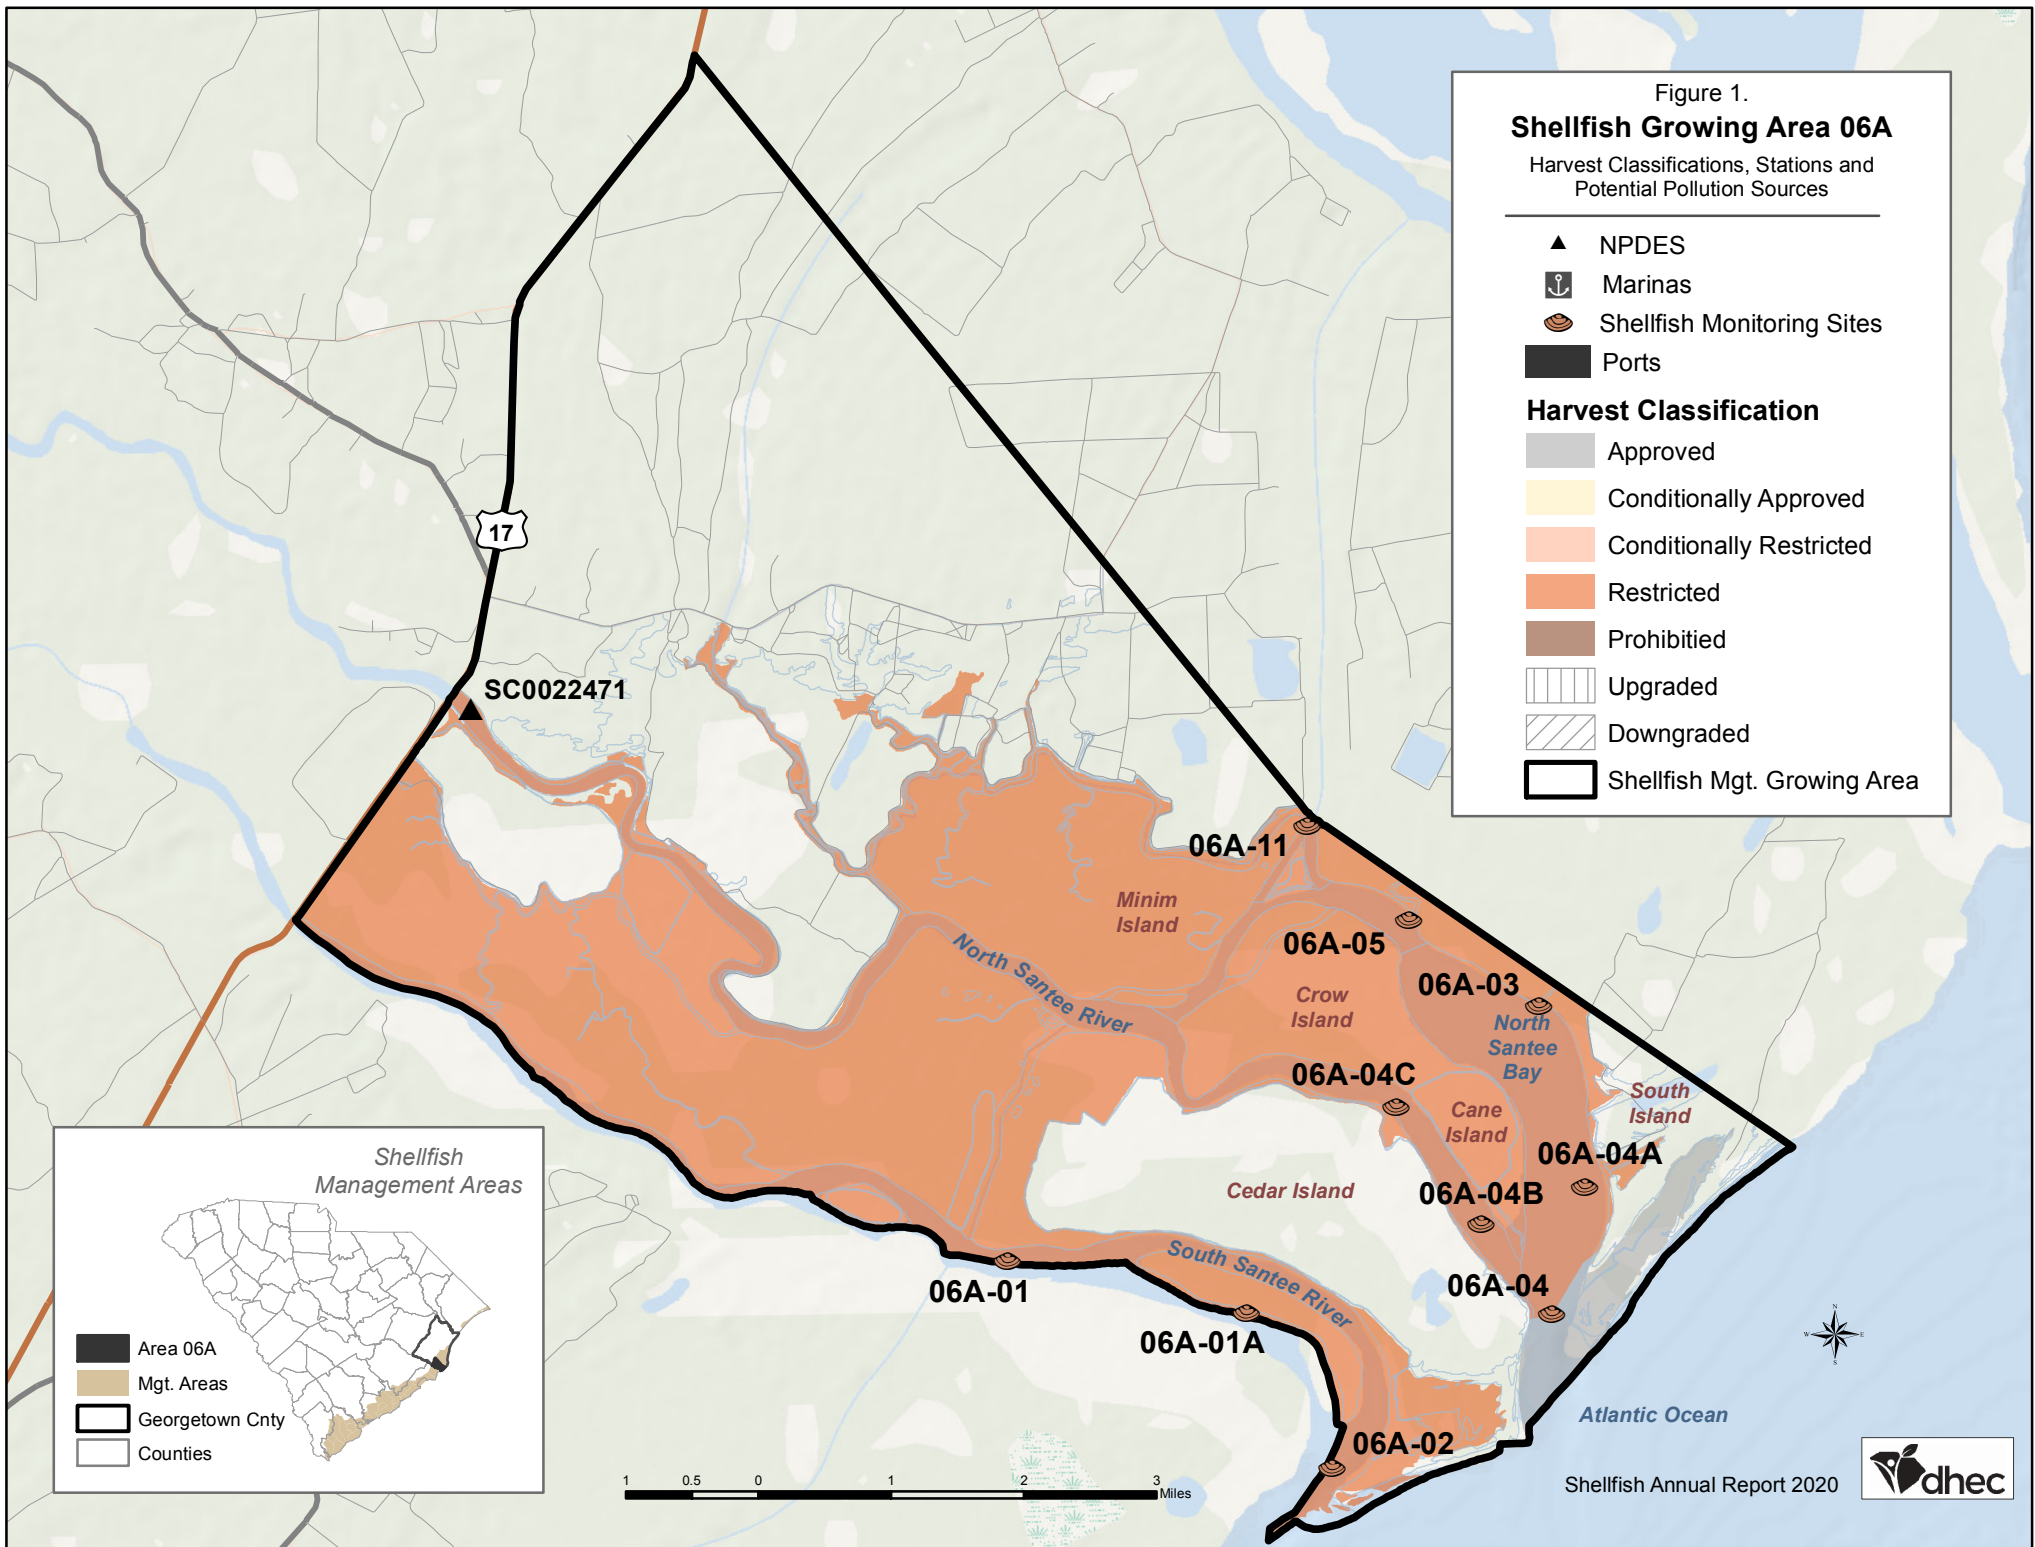 Figure 1.
Shellfish Growing Area 06A
Harvest Classifications, Stations and
Potential Pollution Sources
NPDES
Marinas
Shellfish Monitoring Sites
Ports
Harvest Classification
Approved
Conditionally Approved
Conditionally Restricted
Restricted
Prohibitied
Upgraded
Downgraded
Shellfish Mgt. Growing Area
17
SC0022471
06A-11
Minim
Island
06A-05
North Santee River
06A-03
Crow
Island
North
Santee
Bay
06A-04C
South
Island
Cane
Island
06A-04A
Cedar Island
06A-04B
South Santee River
06A-01
06A-04
06A-01A
06A-02
Atlantic Ocean
N
W
E
S
Shellfish
Management Areas
Area 06A
Mgt. Areas
Georgetown Cnty
Counties
1 0.5 0 1 2 3
Miles
Shellfish Annual Report 2020
dhec